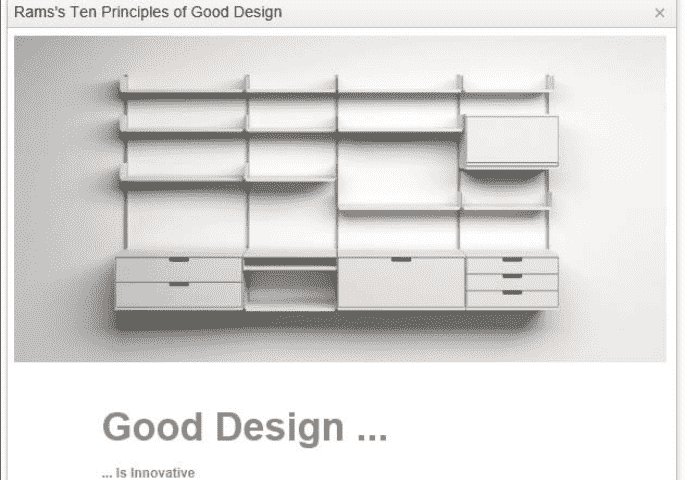 Rams's Ten Principles of Good Design
Good Design ...
... Is Innovative